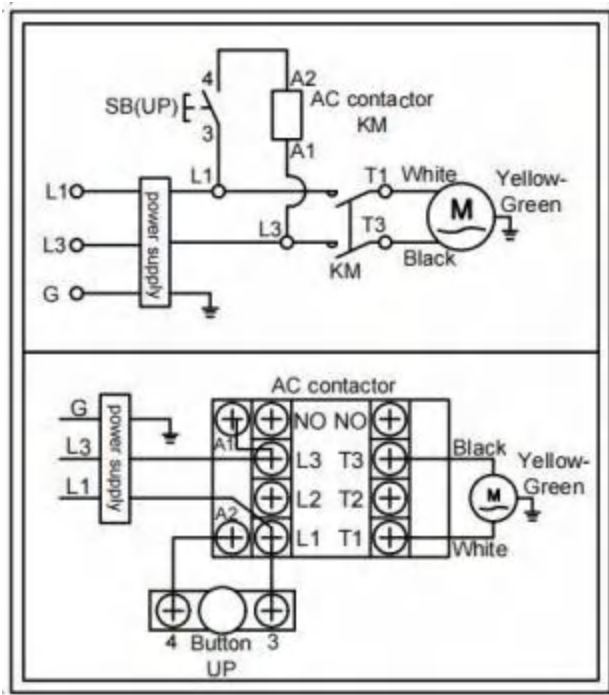 4
A2
SB(UP)
AC contactor
KM
3
A1
L1
L1
T1
White
Yellow-
Green
power supply
M
L3
L3
T3
KM
Black
G
AC contactor
G
power supply
A1
NO
NO
L3
L3
T3
Black
Yellow-
Green
L1
L2
T2
M
A2
L1
T1
White
4
Button
3
UP